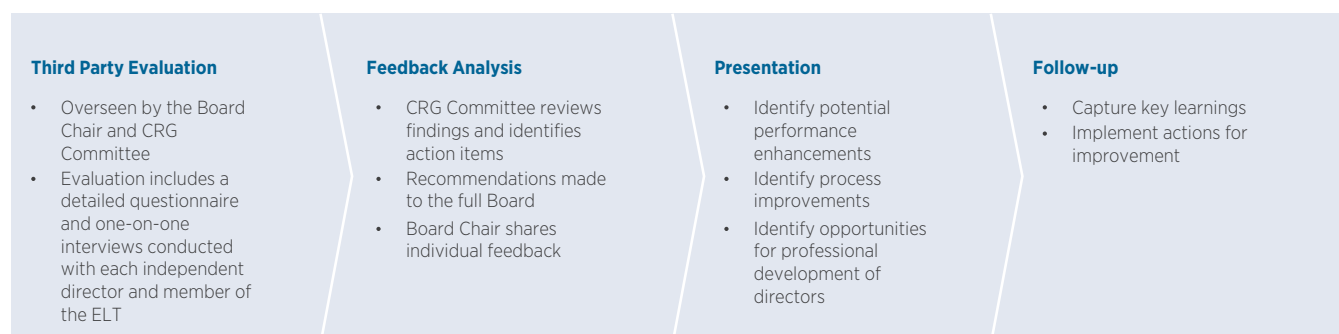 Third Party Evaluation
• Overseen by the Board
Chair and CRG
Committee
• Evaluation includes a
detailed questionnaire
and one-on-one
interviews conducted
with each independent
director and member of
the ELT
Feedback Analysis
• CRG Committee reviews
findings and identifies
action items
• Recommendations made
to the full Board
• Board Chair shares
individual feedback
Presentation
• Identify potential
performance
enhancements
• Identify process
improvements
• Identify opportunities
for professional
development of
directors
Follow-up
• Capture key learnings
• Implement actions for
improvement